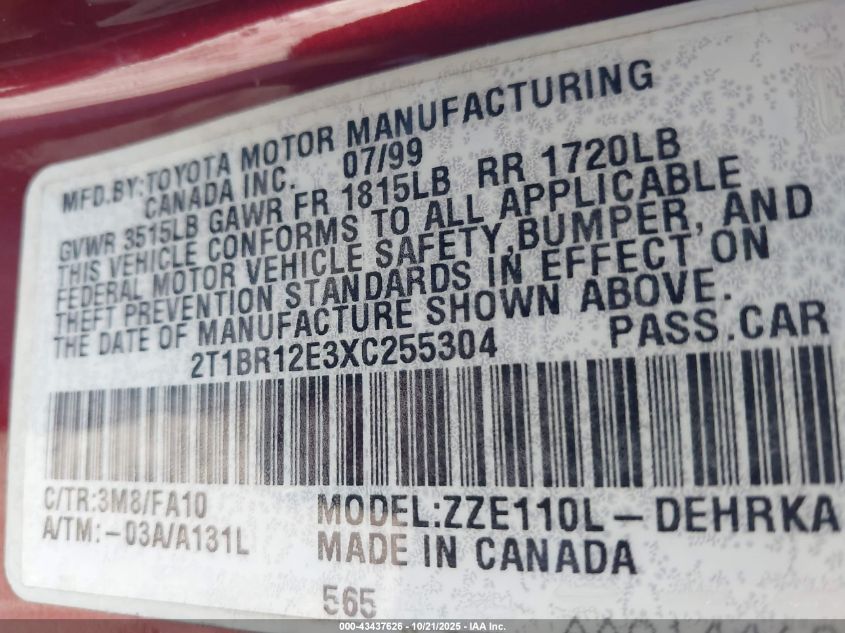 MFD.BY:TOYOTA MOTOR MANUFACTURING
CANADA INC. 07/99
GVWR 3515LB GAWR FR 1815LB RR 1720LB
THIS VEHICLE CONFORMS TO ALL APPLICABLE
FEDERAL MOTOR VEHICLE SAFETY,BUMPER, AND
THEFT PREVENTION STANDARDS IN EFFECT ON
THE DATE OF MANUFACTURE SHOWN ABOVE.
2T1BR12E3XC255304 PASS.CAR
C/TR:3M8/FA10 MODEL:ZZE110L-DEHRKA
A/TM:-03A/A131L MADE IN CANADA
565
000-43437626 - 10/21/2025 - IAA Inc.